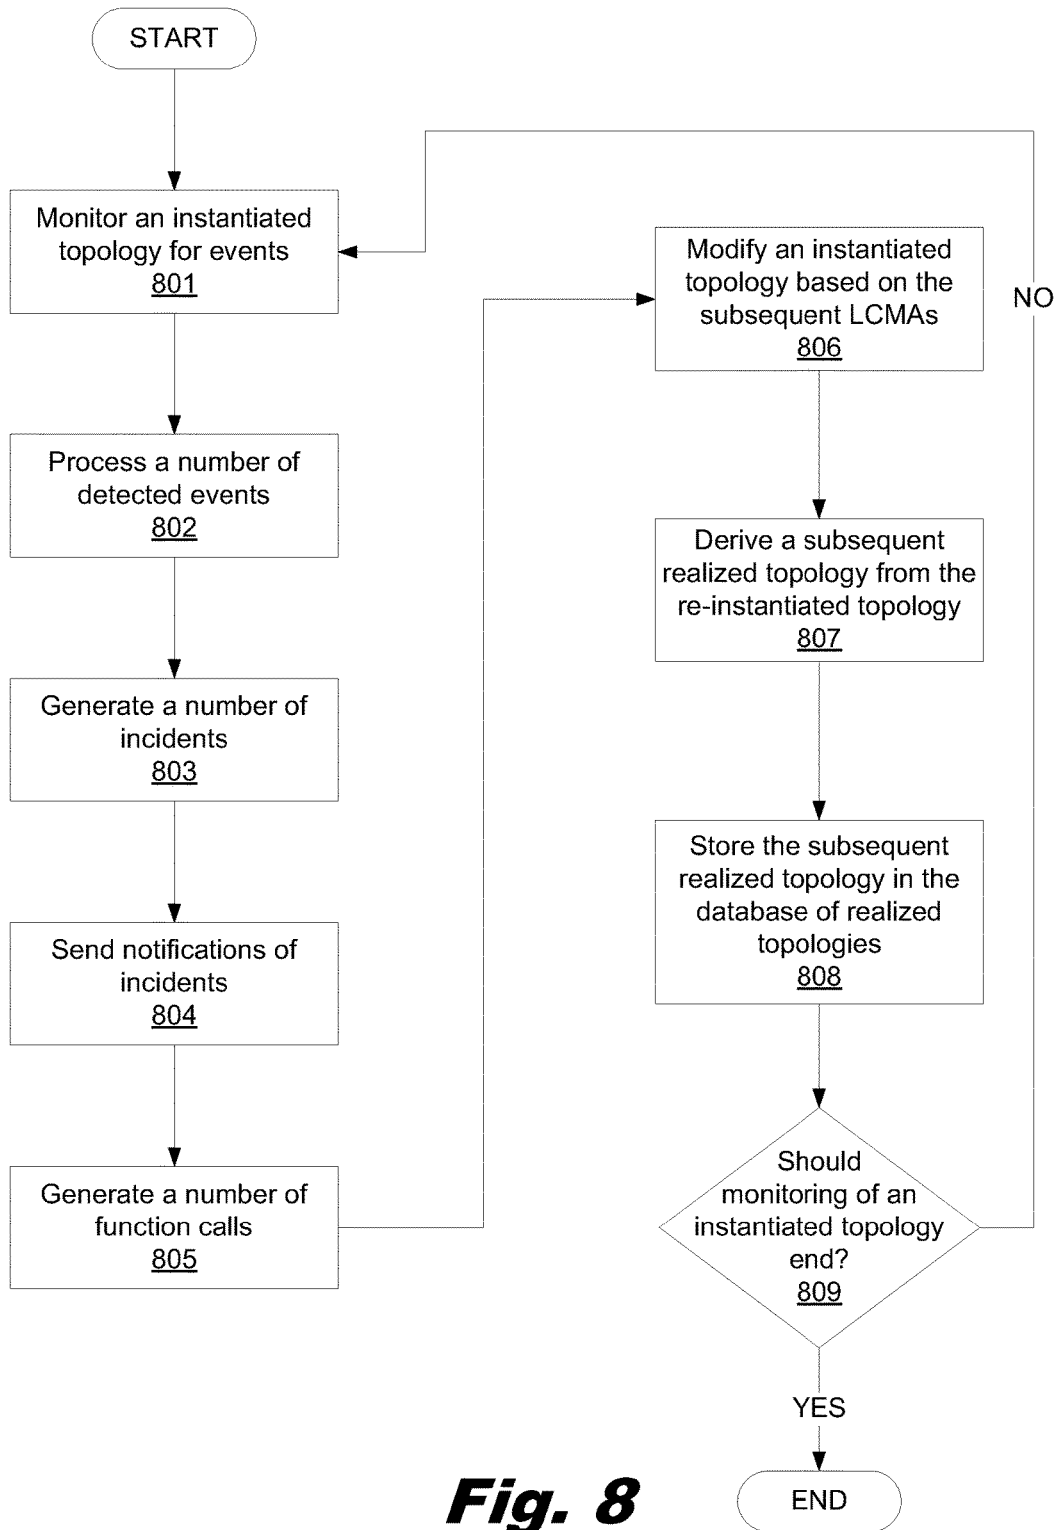 START
Monitor an instantiated
topology for events
801
Process a number of
detected events
802
Generate a number of
incidents
803
Send notifications of
incidents
804
Generate a number of
function calls
805
Modify an instantiated
topology based on the
subsequent LCMAs
806
NO
Derive a subsequent
realized topology from the
re-instantiated topology
807
Store the subsequent
realized topology in the
database of realized
topologies
808
Should
monitoring of an
instantiated topology
end?
809
YES
END
Fig. 8